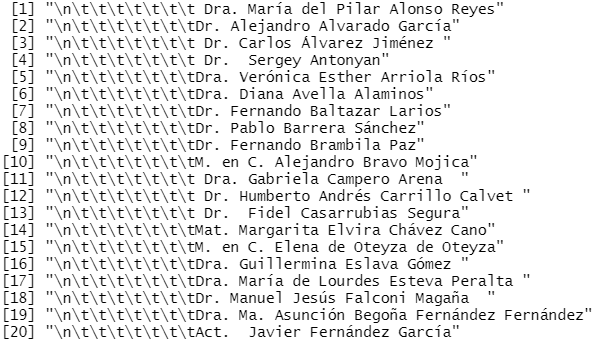 [1] "\n\t\t\t\t\t\t\t Dra. María del Pilar Alonso Reyes"
[2] "\n\t\t\t\t\t\t\tDr. Alejandro Alvarado García"
[3] "\n\t\t\t\t\t\t\t Dr. Carlos Álvarez Jiménez "
[4] "\n\t\t\t\t\t\t\t Dr.  Sergey Antonyan"
[5] "\n\t\t\t\t\t\t\tDra. Verónica Esther Arriola Ríos"
[6] "\n\t\t\t\t\t\t\tDra. Diana Avella Alaminos"
[7] "\n\t\t\t\t\t\t\tDr. Fernando Baltazar Larios"
[8] "\n\t\t\t\t\t\t\tDr. Pablo Barrera Sánchez"
[9] "\n\t\t\t\t\t\t\tDr. Fernando Brambila Paz"
[10] "\n\t\t\t\t\t\t\tM. en C. Alejandro Bravo Mojica"
[11] "\n\t\t\t\t\t\t\t Dra. Gabriela Campero Arena  "
[12] "\n\t\t\t\t\t\t\t Dr. Humberto Andrés Carrillo Calvet "
[13] "\n\t\t\t\t\t\t\t Dr.  Fidel Casarrubias Segura"
[14] "\n\t\t\t\t\t\t\tMat. Margarita Elvira Chávez Cano"
[15] "\n\t\t\t\t\t\t\tM. en C. Elena de Oteyza de Oteyza"
[16] "\n\t\t\t\t\t\t\tDra. Guillermina Eslava Gómez "
[17] "\n\t\t\t\t\t\t\tDra. María de Lourdes Esteva Peralta "
[18] "\n\t\t\t\t\t\t\tDr. Manuel Jesús Falconi Magaña  "
[19] "\n\t\t\t\t\t\t\tDra. Ma. Asunción Begoña Fernández Fernández"
[20] "\n\t\t\t\t\t\t\tAct.  Javier Fernández García"